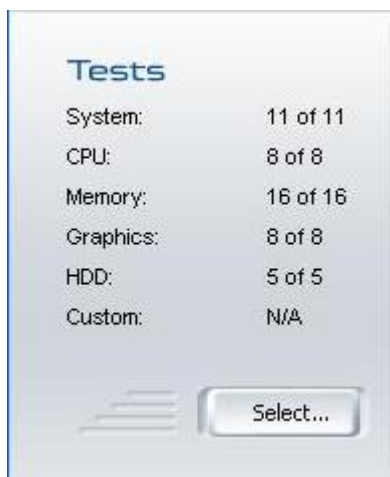 Tests
System: 11 of 11
CPU: 8 of 8
Memory: 16 of 16
Graphics: 8 of 8
HDD: 5 of 5
Custom: N/A
Select...